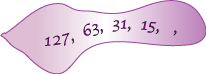 127, 63, 31, 15, ,